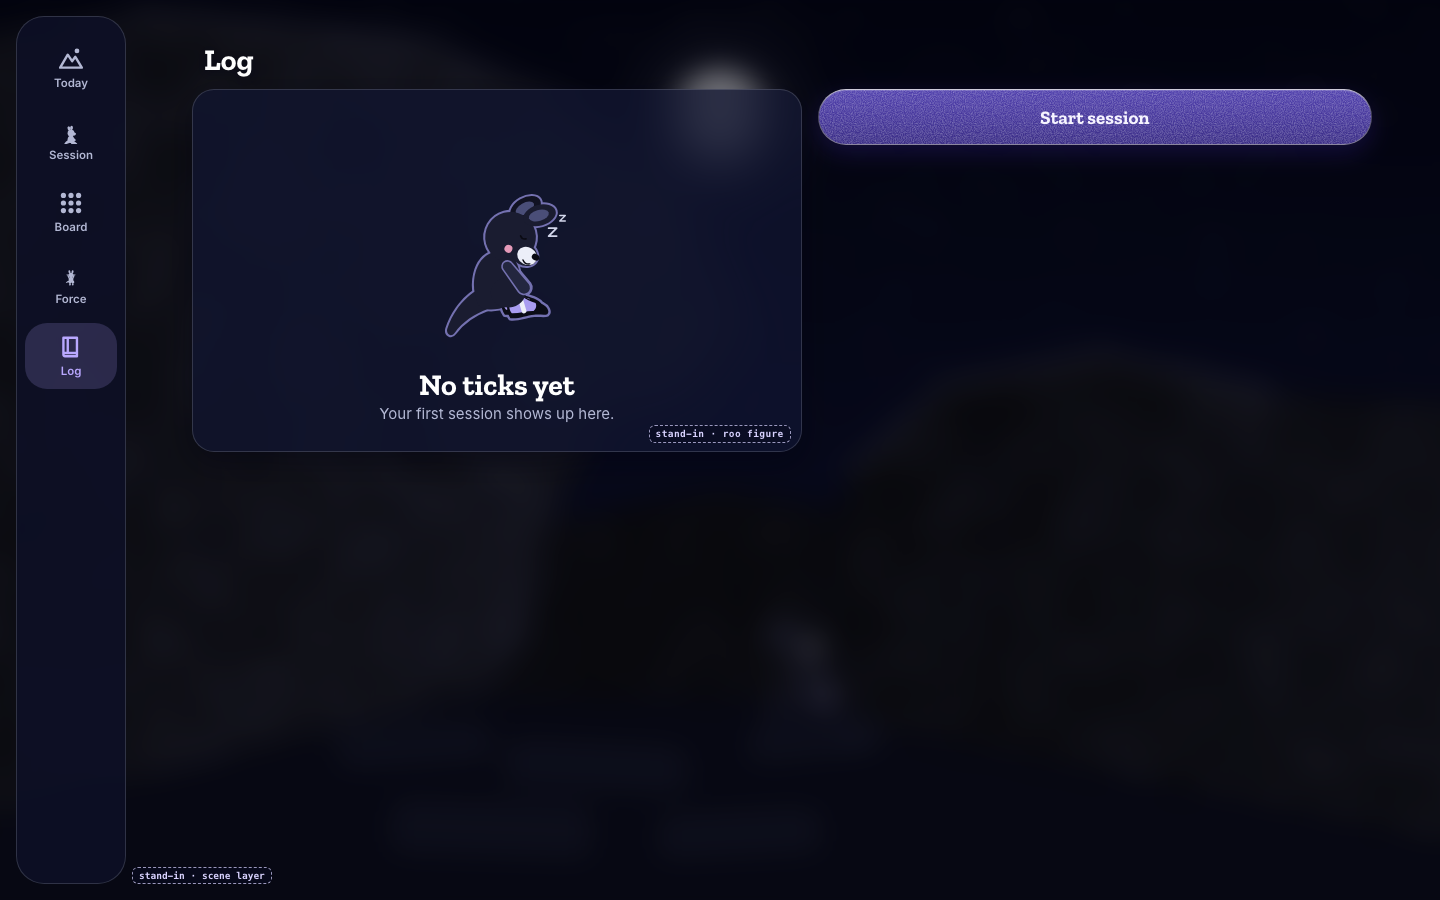 Today
Session
Board
Force
Log
Log
z
z
No ticks yet
Your first session shows up here.
stand-in · roo figure
Start session
stand-in · scene layer